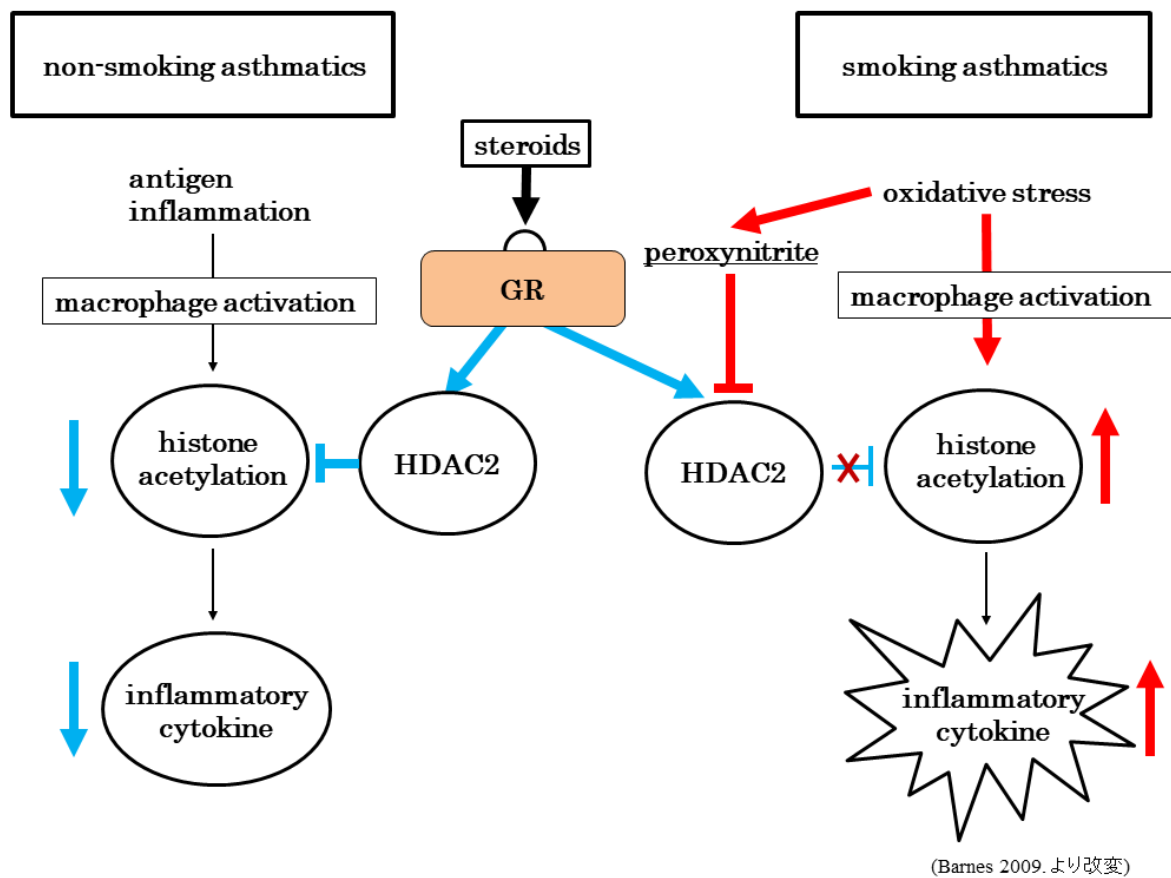 non-smoking asthmatics
smoking asthmatics
steroids
antigen
inflammation
oxidative stress
peroxynitrite
GR
macrophage activation
macrophage activation
histone
acetylation
HDAC2
HDAC2
histone
acetylation
inflammatory
cytokine
inflammatory
cytokine
(Barnes 2009. より改変)